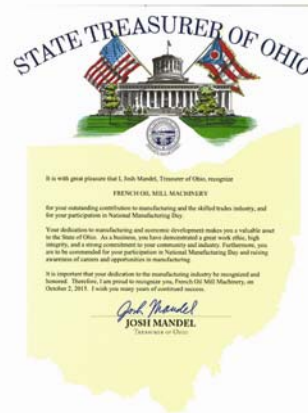 STATE TREASURER OF OHIO
It is with great pleasure that I, Josh Mandel, Treasurer of Ohio, recognize
FRENCH OIL MILL MACHINERY
for your outstanding contribution to manufacturing and the skilled trades industry, and
for your participation in National Manufacturing Day.
Your dedication to manufacturing and economic development makes you a valuable asset
to the State of Ohio. As a business, you have demonstrated a great work ethic, high
integrity, and a strong commitment to your community and industry. Furthermore, you
are to be commended for your participation in National Manufacturing Day and raising
awareness of careers and opportunities in manufacturing.
It is important that your dedication to the manufacturing industry be recognized and
honored. Therefore, I am proud to recognize you, French Oil Mill Machinery, on
October 2, 2015. I wish you many years of continued success.
Josh Mandel
JOSH MANDEL
TREASURER OF OHIO